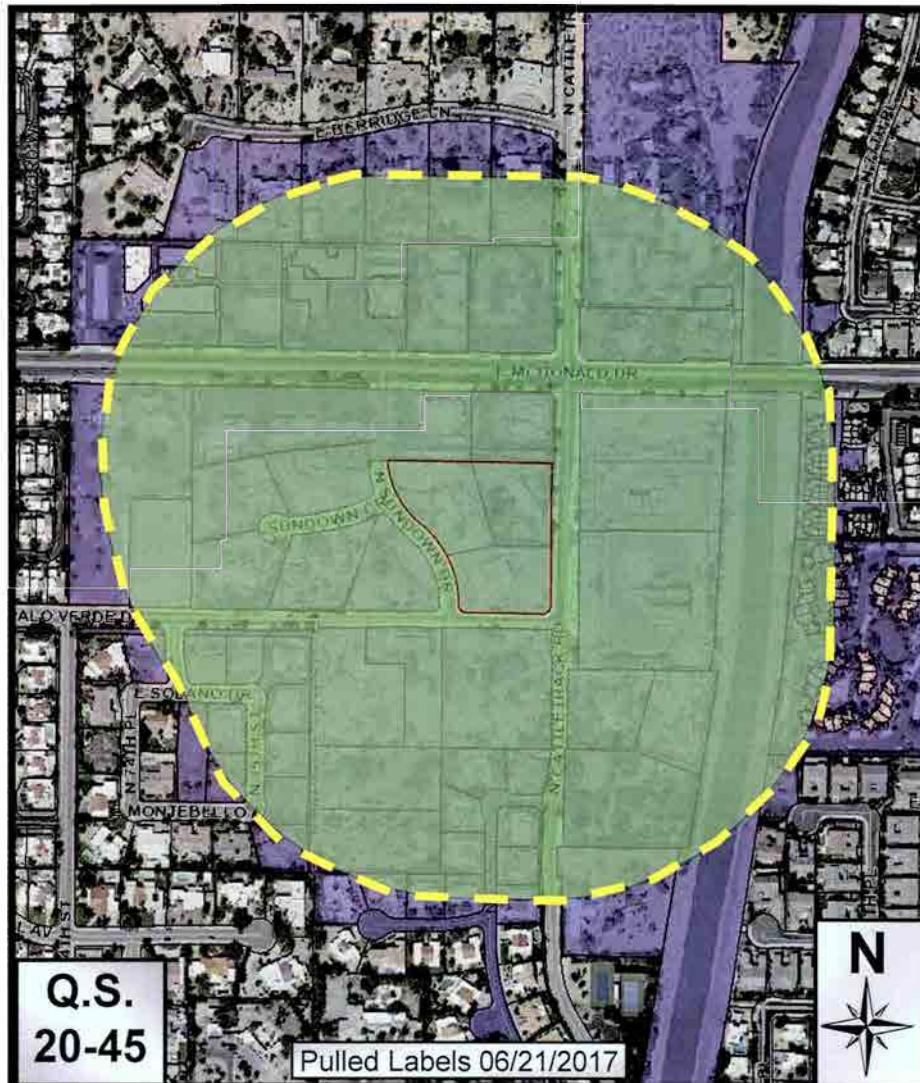 E BERRIDGE LN
N CATTLETR
E MCDONALD DR
SUNDOWN
N SUNDOWN DR
ALO VERDE D
E SOLANO DR
N 74TH PL
N 75TH ST
N CATTLETRACK RD
MONTEBELLO
Q.S.
20-45
Pulled Labels 06/21/2017
N